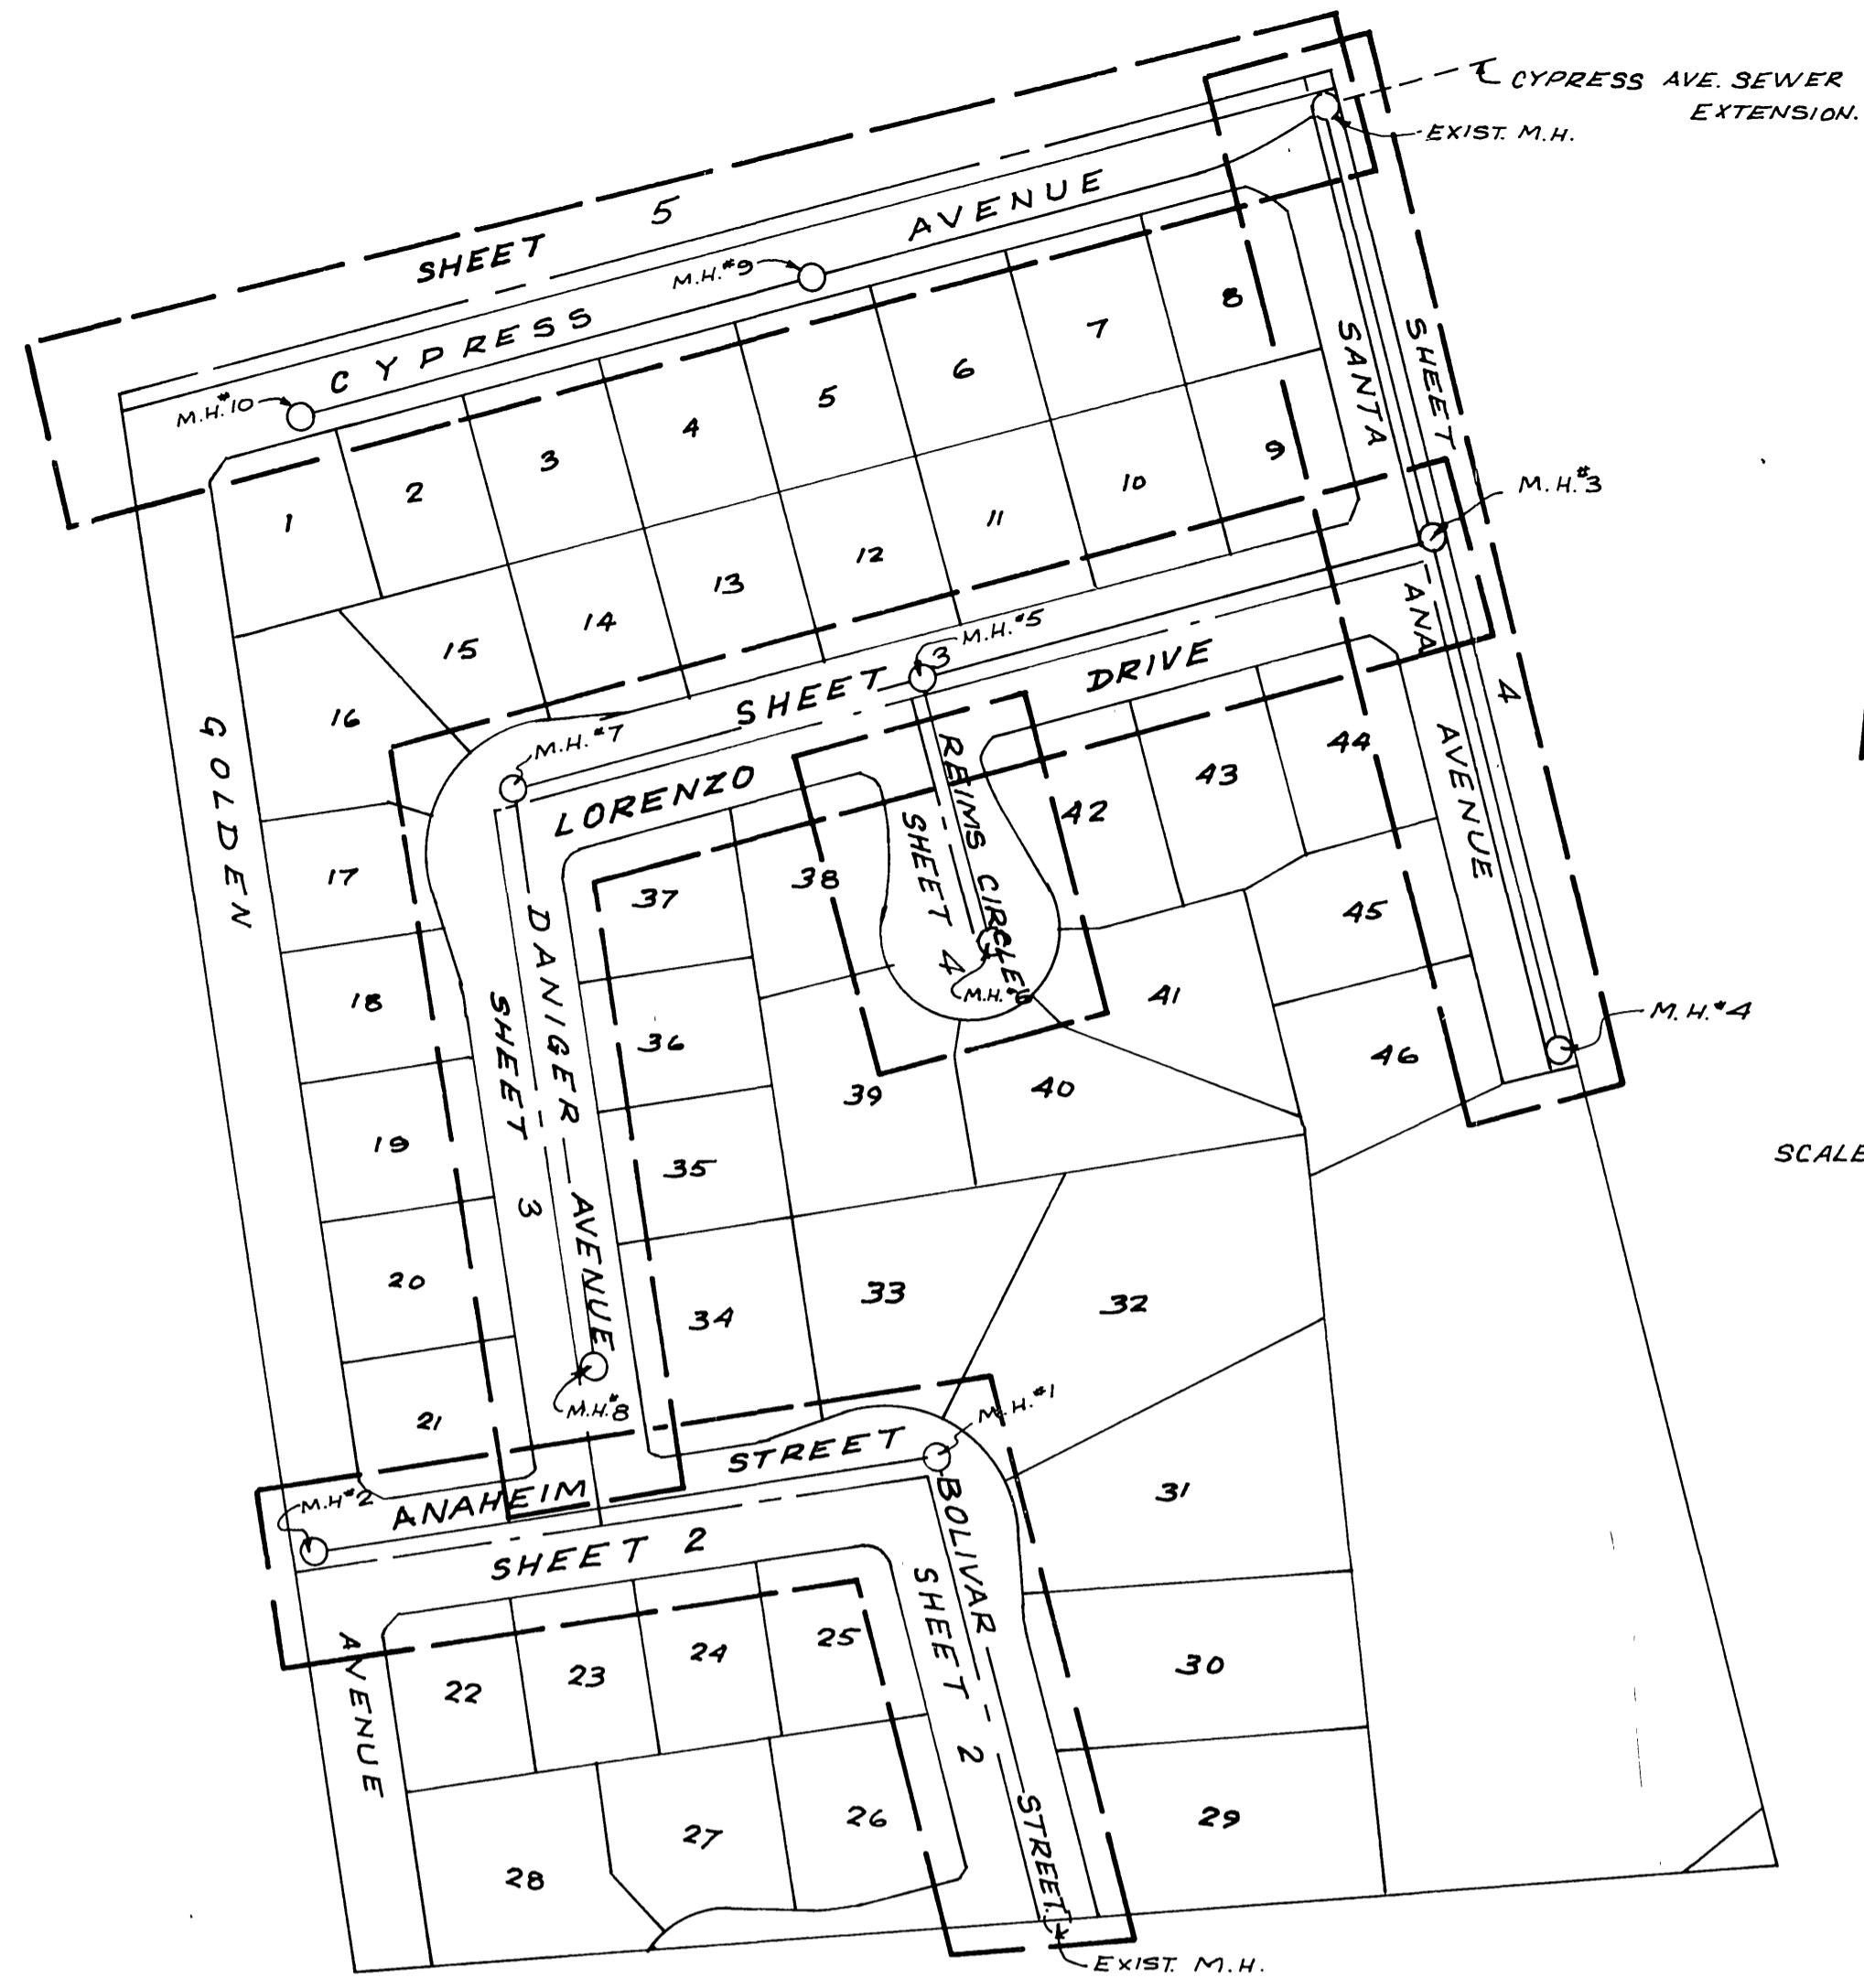 ℄ CYPRESS AVE. SEWER
EXTENSION.
EXIST. M.H.
SHEET 5
CYPRESS AVENUE
M.H.#9
M.H.#10
SANTA ANA AVENUE
SHEET 4
M.H.#3
1
2
3
4
5
6
7
8
9
10
11
12
13
14
15
16
M.H.#5
SHEET 3
LORENZO DRIVE
M.H.#7
GOLDEN AVENUE
17
18
19
20
21
DANIGER AVENUE
SHEET 3
M.H.#8
REIMS CIRCLE
SHEET 4
M.H.#6
37
38
42
43
44
36
35
39
40
41
45
46
M.H.#4
SCALE
34
33
32
31
M.H.#1
M.H.#2
ANAHEIM STREET
SHEET 2
BOLIVAR STREET
SHEET 2
22
23
24
25
30
28
27
26
29
EXIST. M.H.